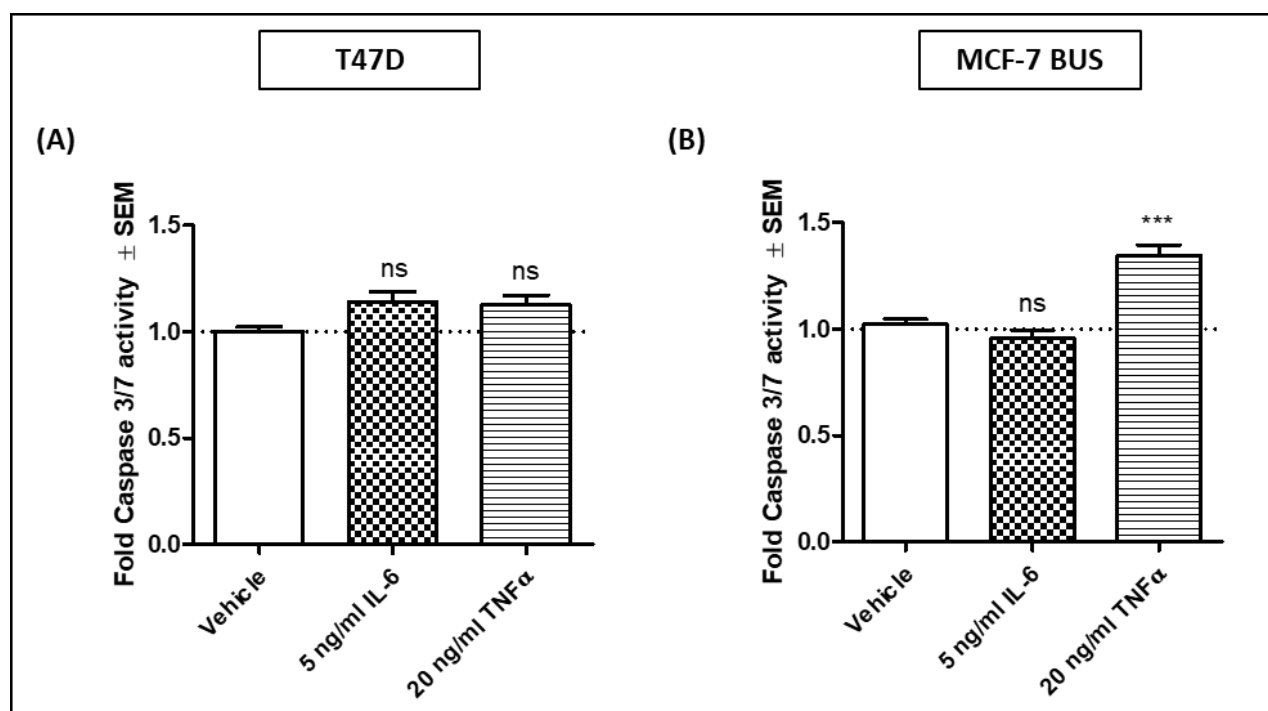 T47D
MCF-7 BUS
(A)
Fold Caspase 3/7 activity ± SEM
1.5
1.0
0.5
0.0
ns
ns
Vehicle
5 ng/ml IL-6
20 ng/ml TNFα
(B)
Fold Caspase 3/7 activity ± SEM
1.5
1.0
0.5
0.0
ns
***
Vehicle
5 ng/ml IL-6
20 ng/ml TNFα